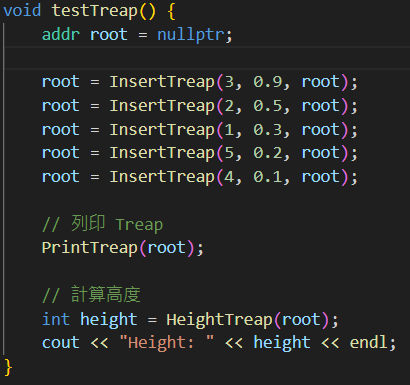 void testTreap() {
    addr root = nullptr;

    root = InsertTreap(3, 0.9, root);
    root = InsertTreap(2, 0.5, root);
    root = InsertTreap(1, 0.3, root);
    root = InsertTreap(5, 0.2, root);
    root = InsertTreap(4, 0.1, root);

    // 列印 Treap
    PrintTreap(root);

    // 計算高度
    int height = HeightTreap(root);
    cout << "Height: " << height << endl;
}